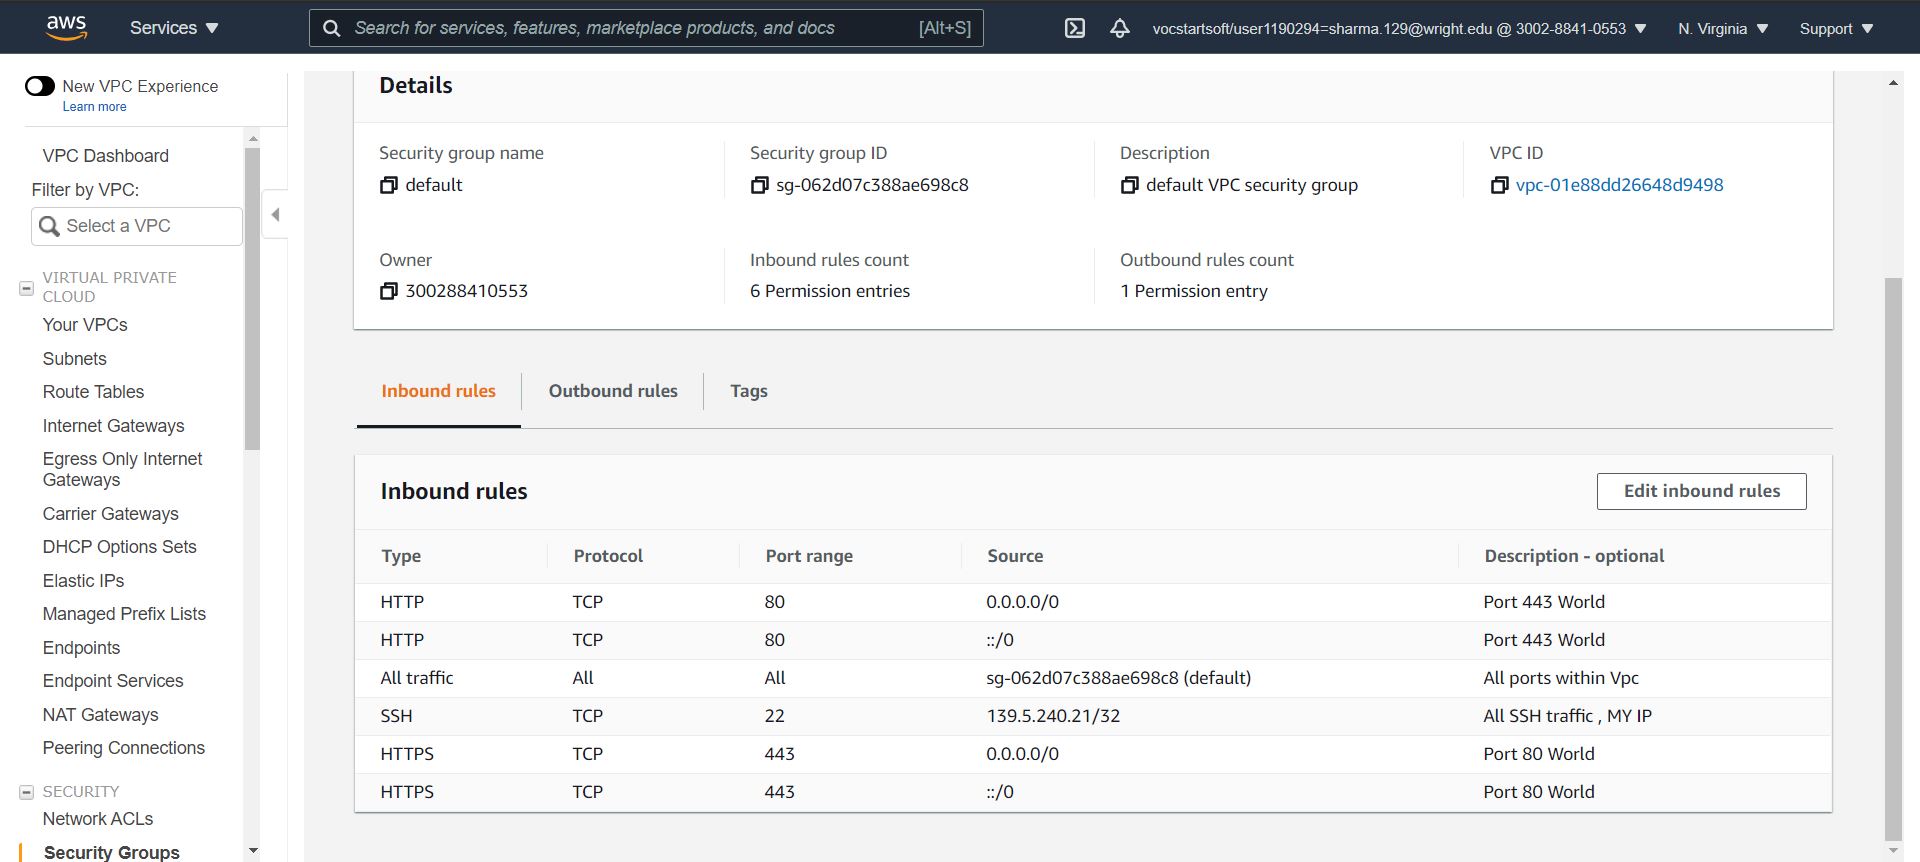 aws
Services
Search for services, features, marketplace products, and docs [Alt+S]
vocstartsoft/user1190294=sharma.129@wright.edu @ 3002-8841-0553
N. Virginia
Support
New VPC Experience
Learn more
VPC Dashboard
Filter by VPC:
Select a VPC
VIRTUAL PRIVATE
CLOUD
Your VPCs
Subnets
Route Tables
Internet Gateways
Egress Only Internet
Gateways
Carrier Gateways
DHCP Options Sets
Elastic IPs
Managed Prefix Lists
Endpoints
Endpoint Services
NAT Gateways
Peering Connections
SECURITY
Network ACLs
Security Groups
Details
Security group name
default
Security group ID
sg-062d07c388ae698c8
Description
default VPC security group
VPC ID
vpc-01e88dd26648d9498
Owner
300288410553
Inbound rules count
6 Permission entries
Outbound rules count
1 Permission entry
Inbound rules Outbound rules Tags
Inbound rules
Edit inbound rules
Type Protocol Port range Source Description - optional
HTTP TCP 80 0.0.0.0/0 Port 443 World
HTTP TCP 80 ::/0 Port 443 World
All traffic All All sg-062d07c388ae698c8 (default) All ports within Vpc
SSH TCP 22 139.5.240.21/32 All SSH traffic , MY IP
HTTPS TCP 443 0.0.0.0/0 Port 80 World
HTTPS TCP 443 ::/0 Port 80 World